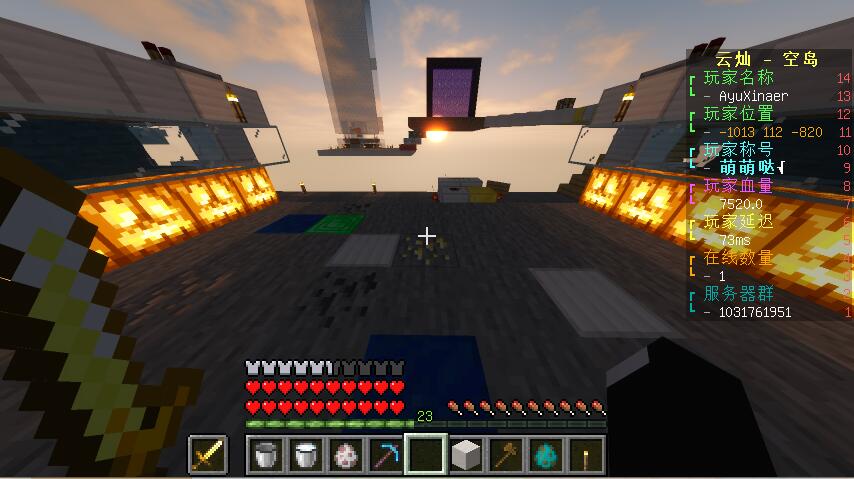 云灿 - 空岛
玩家名称 14
- AyuXinaer 13
玩家位置 12
- -1013 112 -820 11
玩家称号 10
- 萌萌哒√ 9
玩家血量 8
7520.0 7
玩家延迟 6
73ms 5
在线数量
- 1
服务器群
- 1031761951 1
23